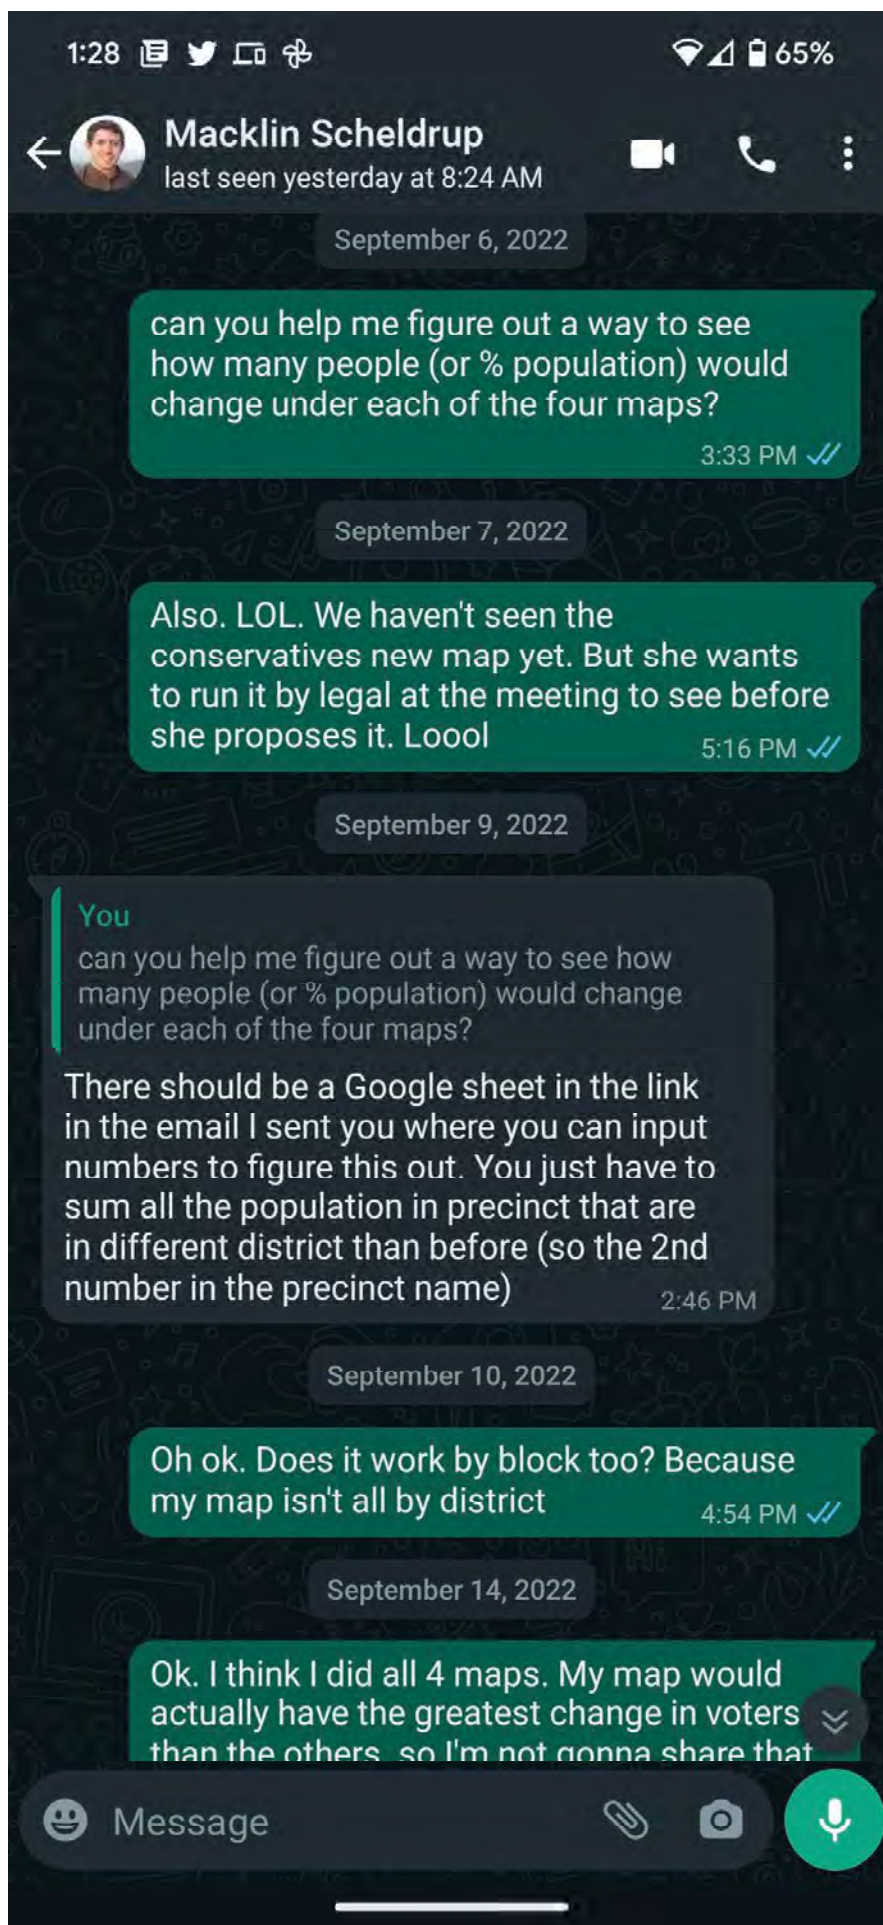 1:28
65%
Macklin Scheldrup
last seen yesterday at 8:24 AM
September 6, 2022
can you help me figure out a way to see
how many people (or % population) would
change under each of the four maps?
3:33 PM
September 7, 2022
Also. LOL. We haven't seen the
conservatives new map yet. But she wants
to run it by legal at the meeting to see before
she proposes it. Loool
5:16 PM
September 9, 2022
You
can you help me figure out a way to see how
many people (or % population) would change
under each of the four maps?
There should be a Google sheet in the link
in the email I sent you where you can input
numbers to figure this out. You just have to
sum all the population in precinct that are
in different district than before (so the 2nd
number in the precinct name)
2:46 PM
September 10, 2022
Oh ok. Does it work by block too? Because
my map isn't all by district
4:54 PM
September 14, 2022
Ok. I think I did all 4 maps. My map would
actually have the greatest change in voters
than the others, so I'm not gonna share that
Message